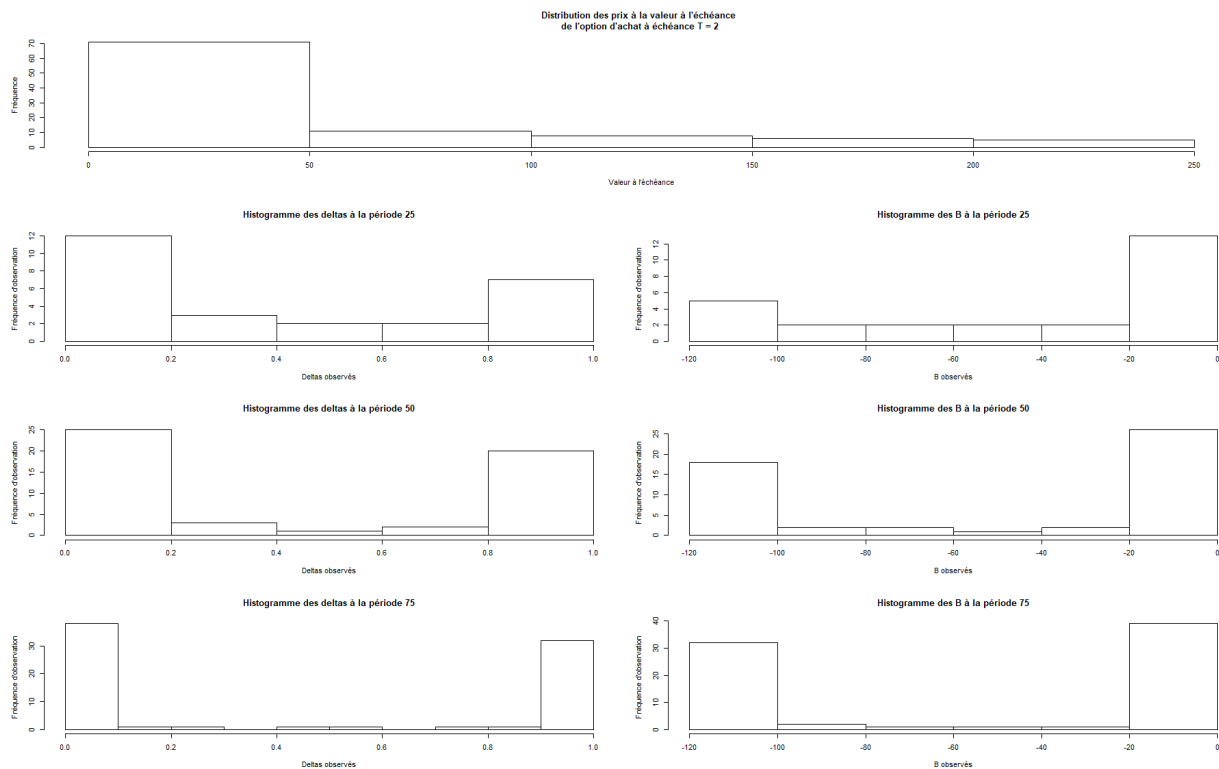 Distribution des prix à la valeur à l'échéance
de l'option d'achat à échéance T = 2
Fréquence
0 10 20 30 40 50 60 70
0 50 100 150 200 250
Valeur à l'échéance
Histogramme des deltas à la période 25
Fréquence d'observation
0 2 4 6 8 10 12
0.0 0.2 0.4 0.6 0.8 1.0
Deltas observés
Histogramme des B à la période 25
Fréquence d'observation
0 2 4 6 8 10 12
-120 -100 -80 -60 -40 -20 0
B observés
Histogramme des deltas à la période 50
Fréquence d'observation
0 5 10 15 20 25
0.0 0.2 0.4 0.6 0.8 1.0
Deltas observés
Histogramme des B à la période 50
Fréquence d'observation
0 5 10 15 20 25
-120 -100 -80 -60 -40 -20 0
B observés
Histogramme des deltas à la période 75
Fréquence d'observation
0 10 20 30
0.0 0.2 0.4 0.6 0.8 1.0
Deltas observés
Histogramme des B à la période 75
Fréquence d'observation
0 10 20 30 40
-120 -100 -80 -60 -40 -20 0
B observés